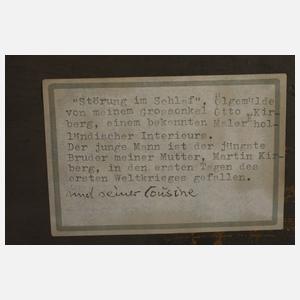 "Störung im Schlaf", Ölgemälde
von meinem grossonkel Otto Kir-
berg, einem bekannten Maler hol-
ländischer Interieurs.
Der junge Mann ist der jüngste
Bruder meiner Mutter, Martin Kir-
berg, in den ersten Tagen des
ersten Weltkrieges gefallen.
und seiner Cousine